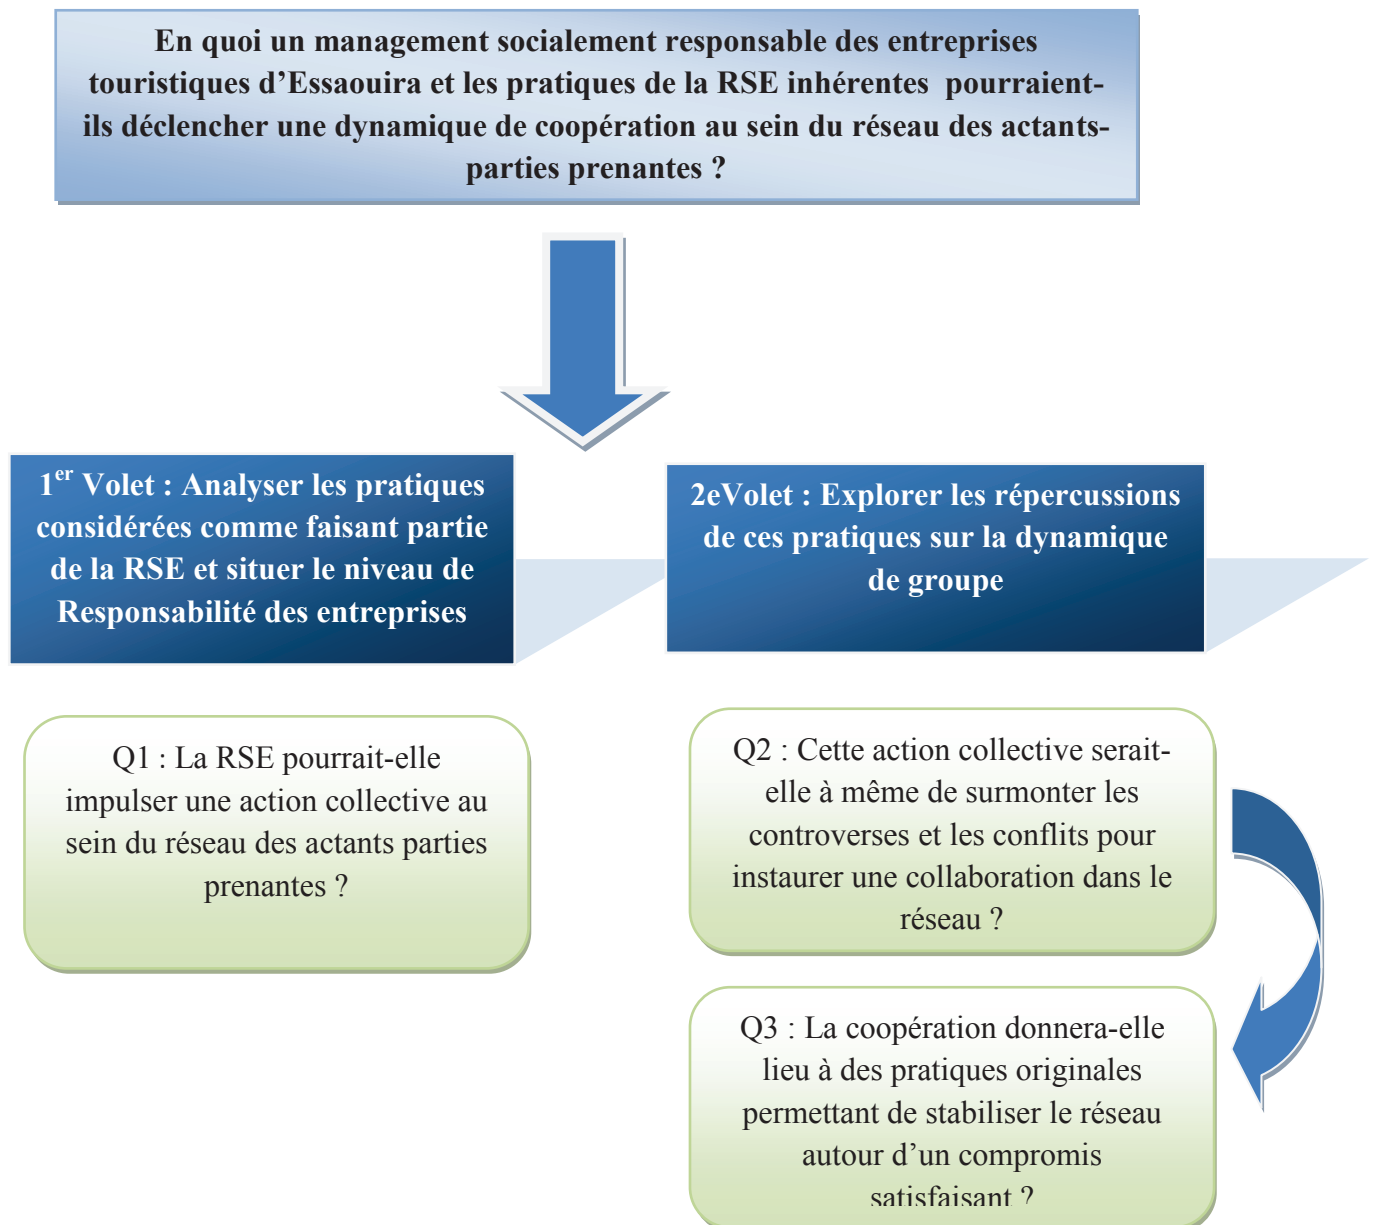 En quoi un management socialement responsable des entreprises
touristiques d’Essaouira et les pratiques de la RSE inhérentes pourraient-
ils déclencher une dynamique de coopération au sein du réseau des actants-
parties prenantes ?
1er Volet : Analyser les pratiques
considérées comme faisant partie
de la RSE et situer le niveau de
Responsabilité des entreprises
2eVolet : Explorer les répercussions
de ces pratiques sur la dynamique
de groupe
Q1 : La RSE pourrait-elle
impulser une action collective au
sein du réseau des actants parties
prenantes ?
Q2 : Cette action collective serait-
elle à même de surmonter les
controverses et les conflits pour
instaurer une collaboration dans le
réseau ?
Q3 : La coopération donnera-elle
lieu à des pratiques originales
permettant de stabiliser le réseau
autour d’un compromis
satisfaisant ?